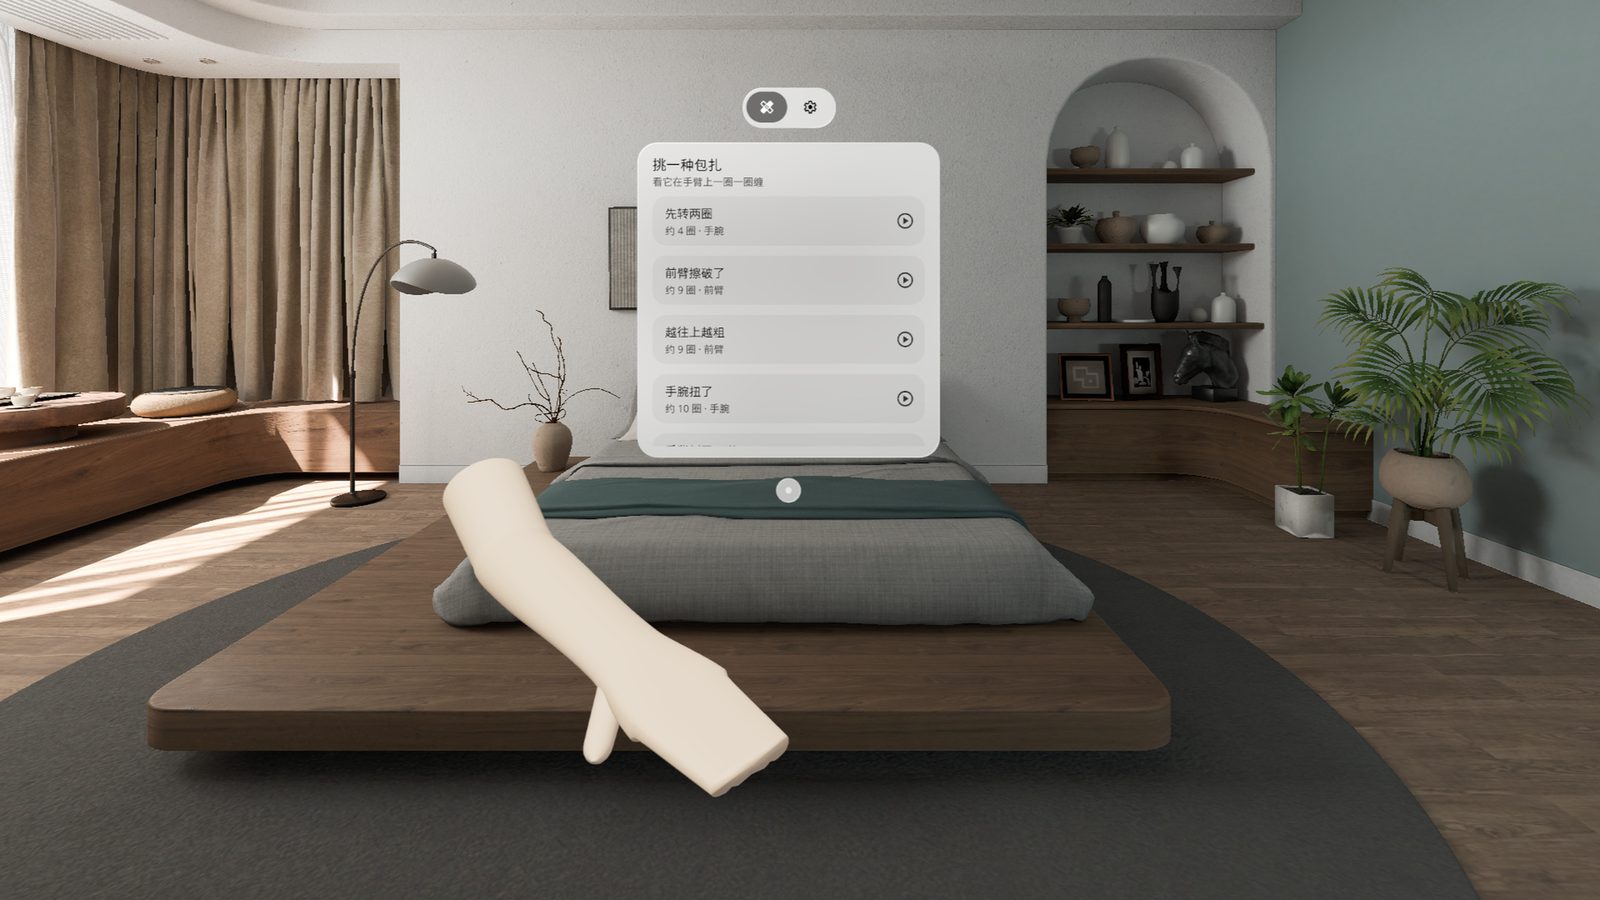 挑一种包扎
看它在手臂上一圈一圈缠
先转两圈
约 4 圈 · 手腕
前臂擦破了
约 9 圈 · 前臂
越往上越粗
约 9 圈 · 前臂
手腕扭了
约 10 圈 · 手腕